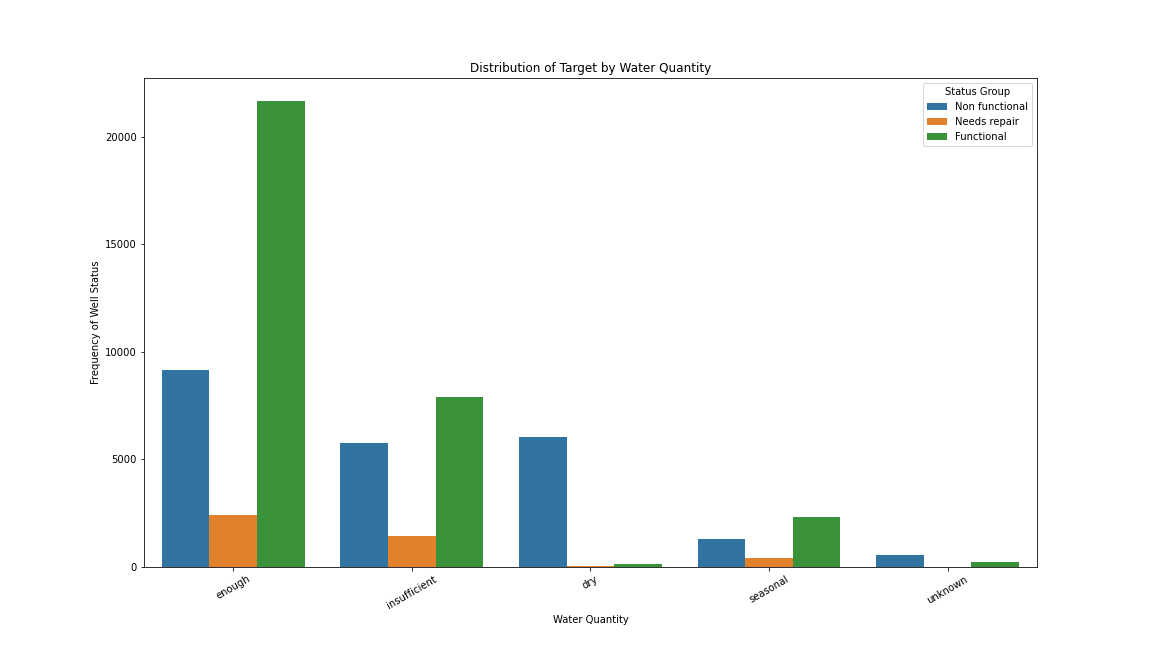 Distribution of Target by Water Quantity
Status Group
Non functional
Needs repair
Functional
Frequency of Well Status
20000
15000
10000
5000
0
enough
insufficient
dry
seasonal
unknown
Water Quantity